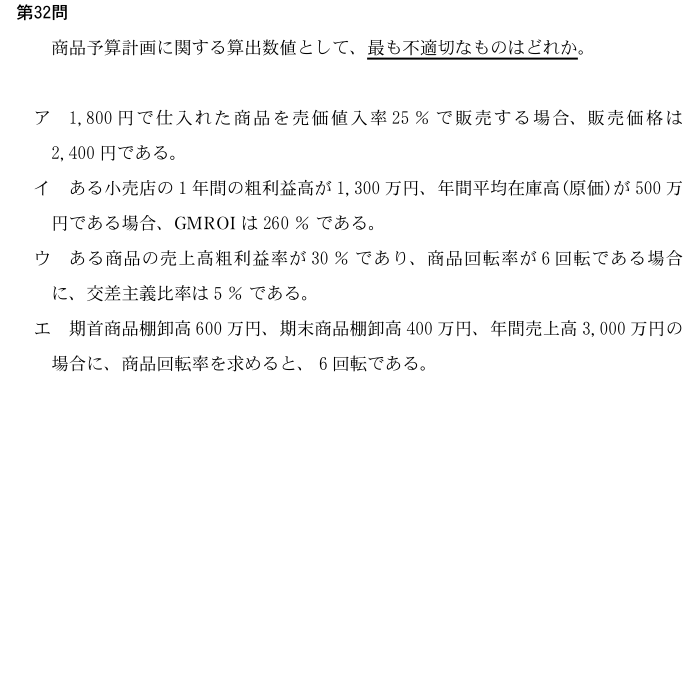 第32問
商品予算計画に関する算出数値として、最も不適切なものはどれか。
ア 1,800 円で仕入れた商品を売価値入率 25 % で販売する場合、販売価格は
2,400 円である。
イ ある小売店の 1 年間の粗利益高が 1,300 万円、年間平均在庫高(原価)が 500 万
円である場合、GMROI は 260 % である。
ウ ある商品の売上高粗利益率が 30 % であり、商品回転率が 6 回転である場合
に、交差主義比率は 5 % である。
エ 期首商品棚卸高 600 万円、期末商品棚卸高 400 万円、年間売上高 3,000 万円の
場合に、商品回転率を求めると、 6 回転である。